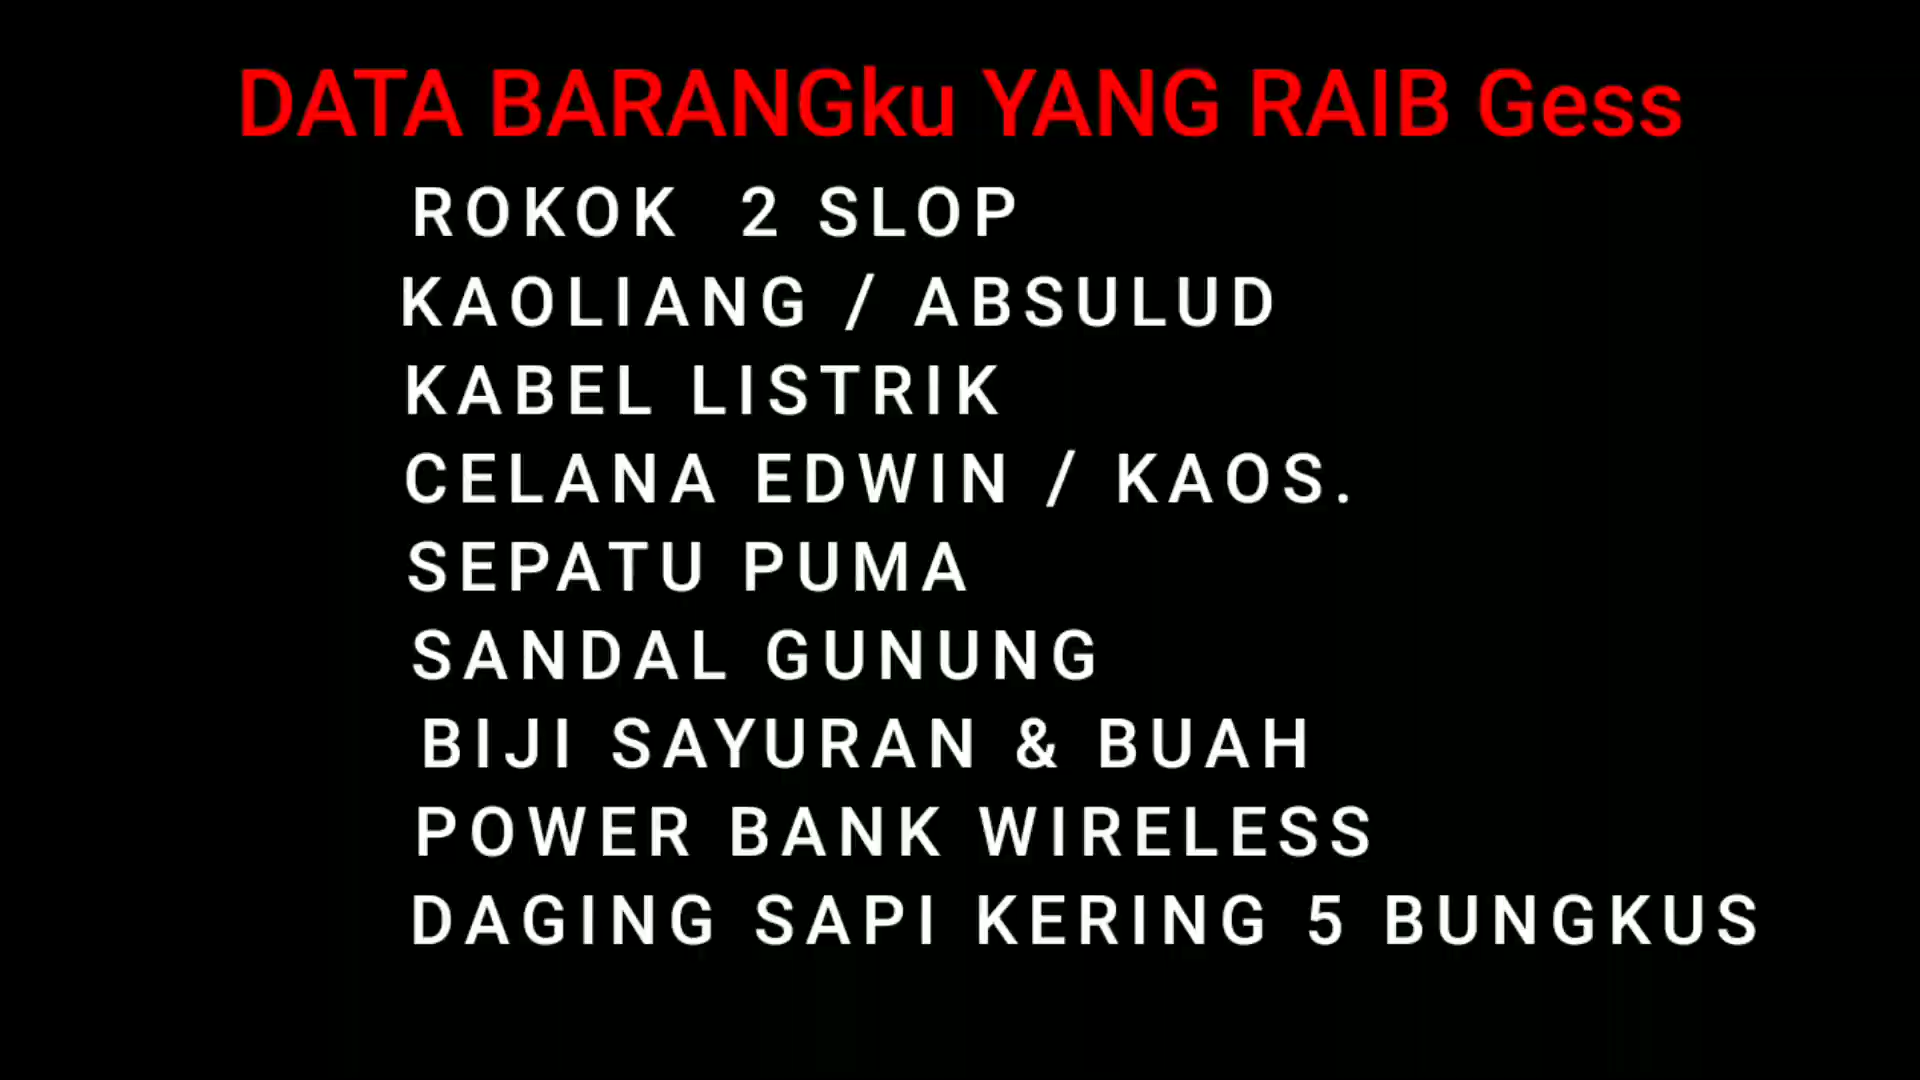 DATA BARANGku YANG RAIB Gess
ROKOK 2 SLOP
KAOLIANG / ABSULUD
KABEL LISTRIK
CELANA EDWIN / KAOS.
SEPATU PUMA
SANDAL GUNUNG
BIJI SAYURAN & BUAH
POWER BANK WIRELESS
DAGING SAPI KERING 5 BUNGKUS